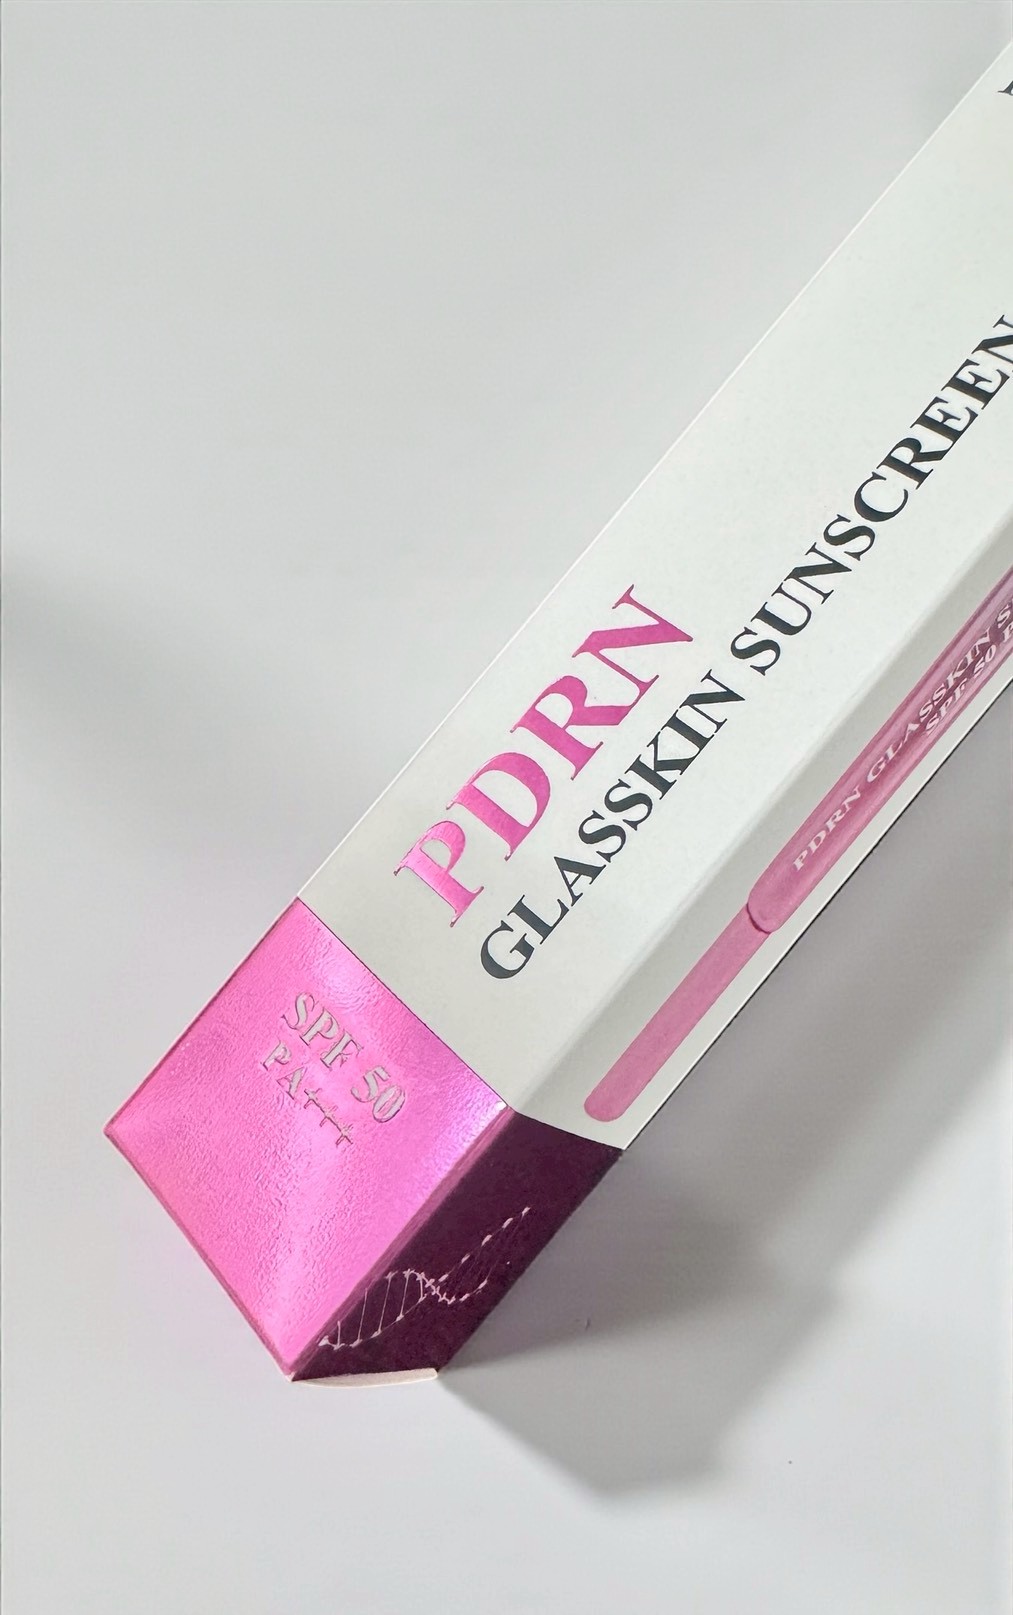 PDRN
GLASSKIN SUNSCREEN
SPF 50
PA+++
PDRN GLASSKIN
SPF 50